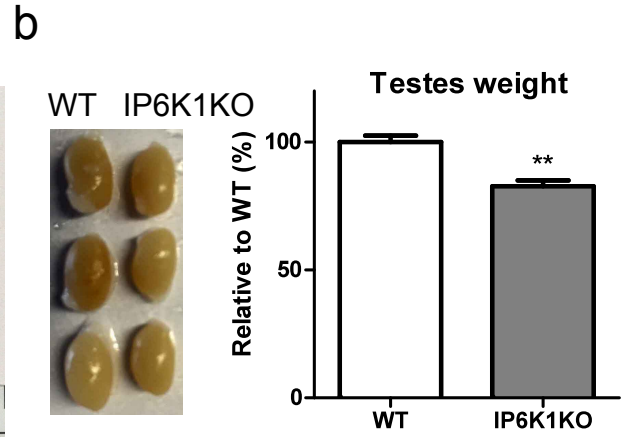 b
WT IP6K1KO
Testes weight
Relative to WT (%)
100
**
50
0
WT IP6K1KO